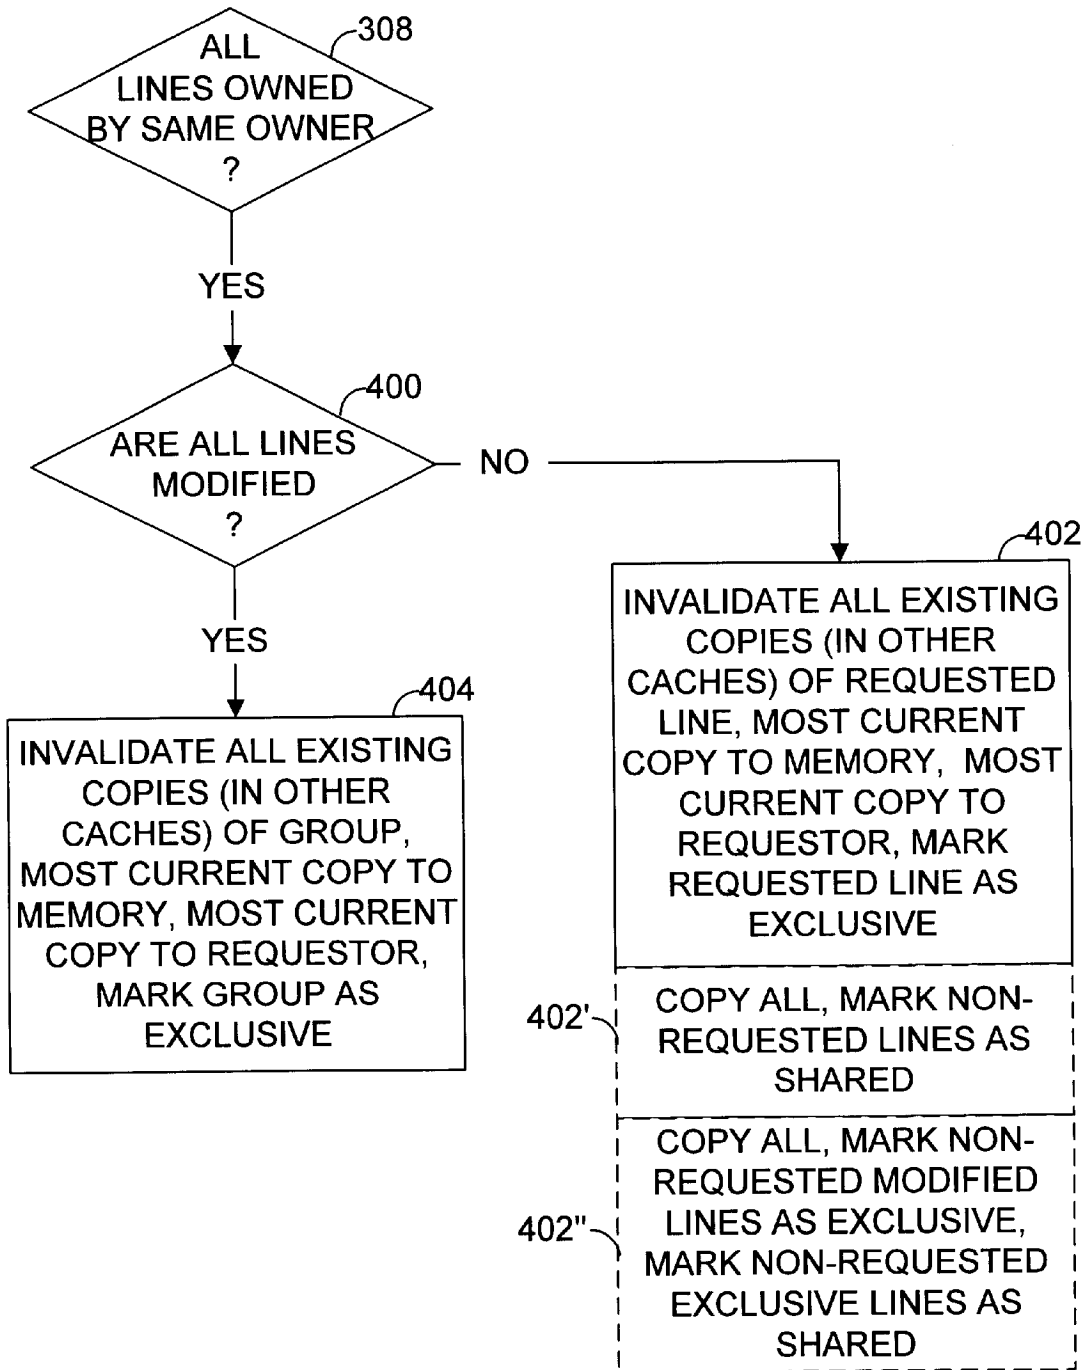 308
ALL
LINES OWNED
BY SAME OWNER
?
YES
400
ARE ALL LINES
MODIFIED
?
NO
YES
402
INVALIDATE ALL EXISTING
COPIES (IN OTHER
CACHES) OF REQUESTED
LINE, MOST CURRENT
COPY TO MEMORY, MOST
CURRENT COPY TO
REQUESTOR, MARK
REQUESTED LINE AS
EXCLUSIVE
404
INVALIDATE ALL EXISTING
COPIES (IN OTHER
CACHES) OF GROUP,
MOST CURRENT COPY TO
MEMORY, MOST CURRENT
COPY TO REQUESTOR,
MARK GROUP AS
EXCLUSIVE
402'
COPY ALL, MARK NON-
REQUESTED LINES AS
SHARED
402"
COPY ALL, MARK NON-
REQUESTED MODIFIED
LINES AS EXCLUSIVE,
MARK NON-REQUESTED
EXCLUSIVE LINES AS
SHARED